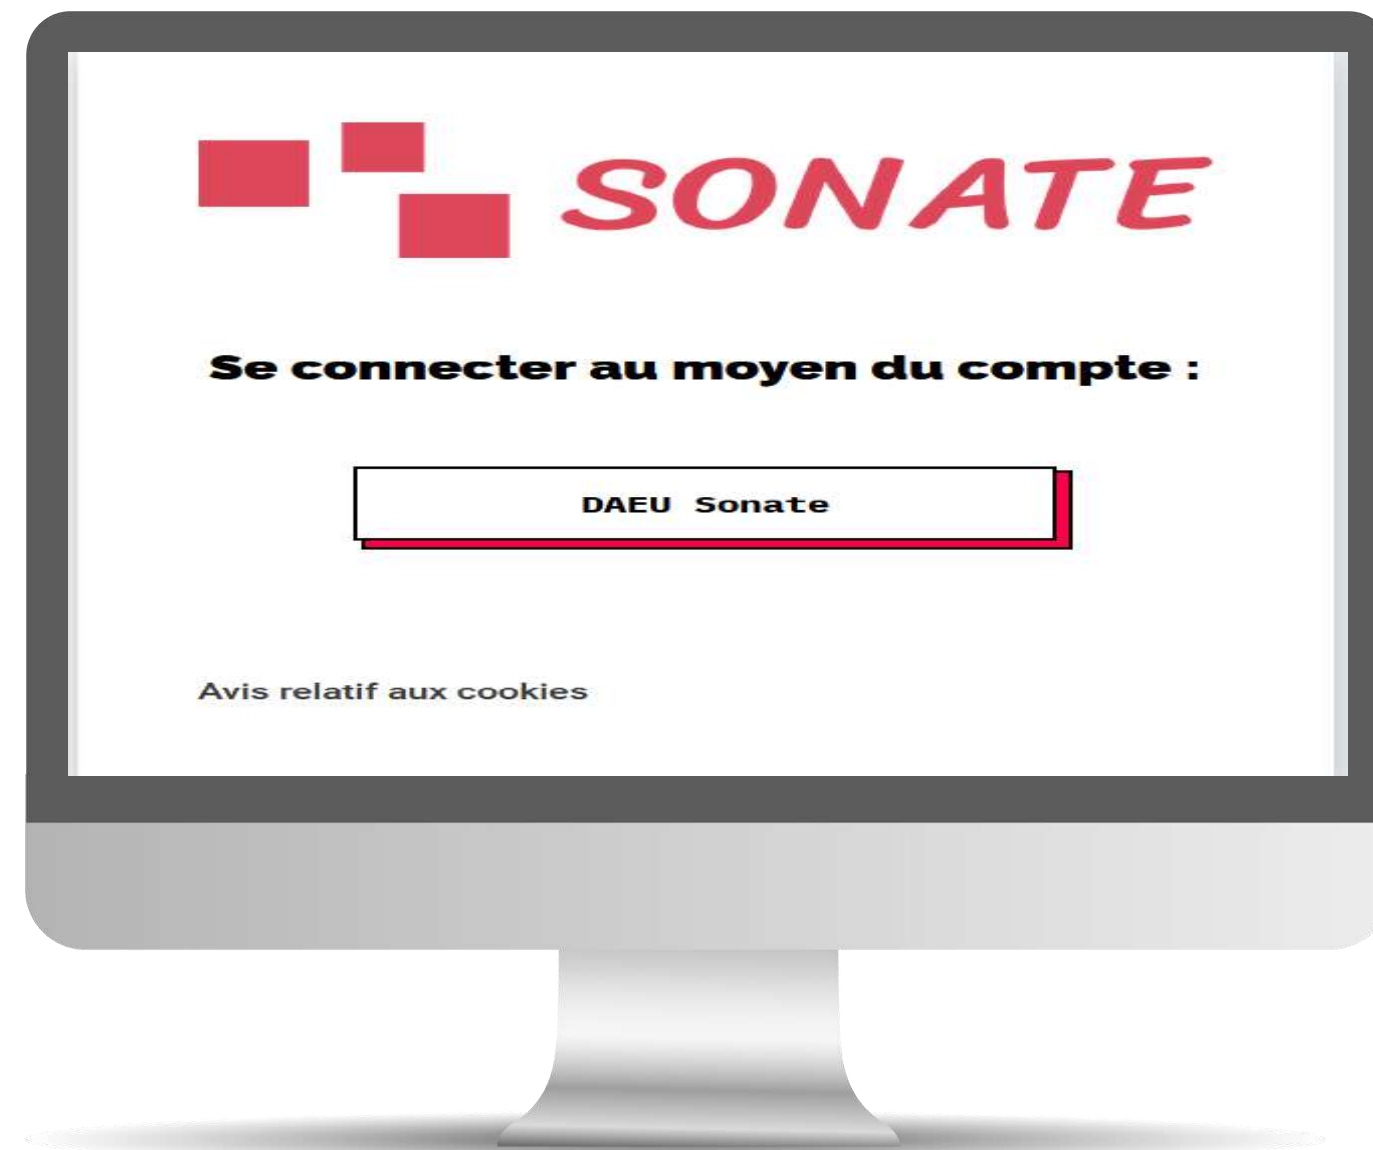 SONATE
Se connecter au moyen du compte :
DAEU Sonate
Avis relatif aux cookies